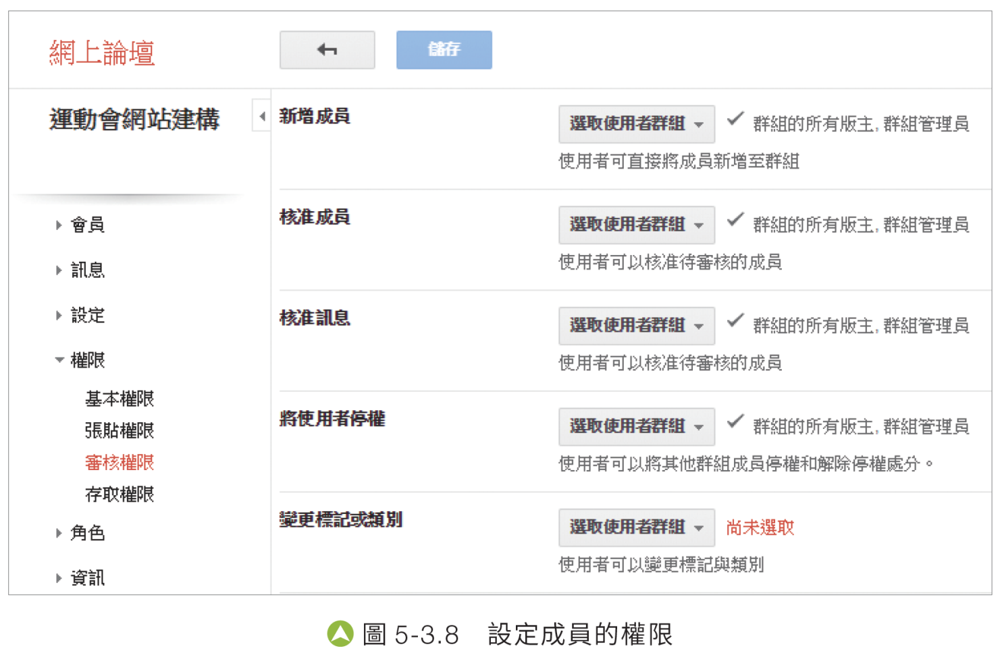 網上論壇
儲存
運動會網站建構
會員
訊息
設定
權限
基本權限
張貼權限
審核權限
存取權限
角色
資訊
新增成員
選取使用者群組
群組的所有版主, 群組管理員
使用者可直接將成員新增至群組
核准成員
選取使用者群組
群組的所有版主, 群組管理員
使用者可以核准待審核的成員
核准訊息
選取使用者群組
群組的所有版主, 群組管理員
使用者可以核准待審核的成員
將使用者停權
選取使用者群組
群組的所有版主, 群組管理員
使用者可以將其他群組成員停權和解除停權處分。
變更標記或類別
選取使用者群組
尚未選取
使用者可以變更標記與類別
圖 5-3.8　設定成員的權限